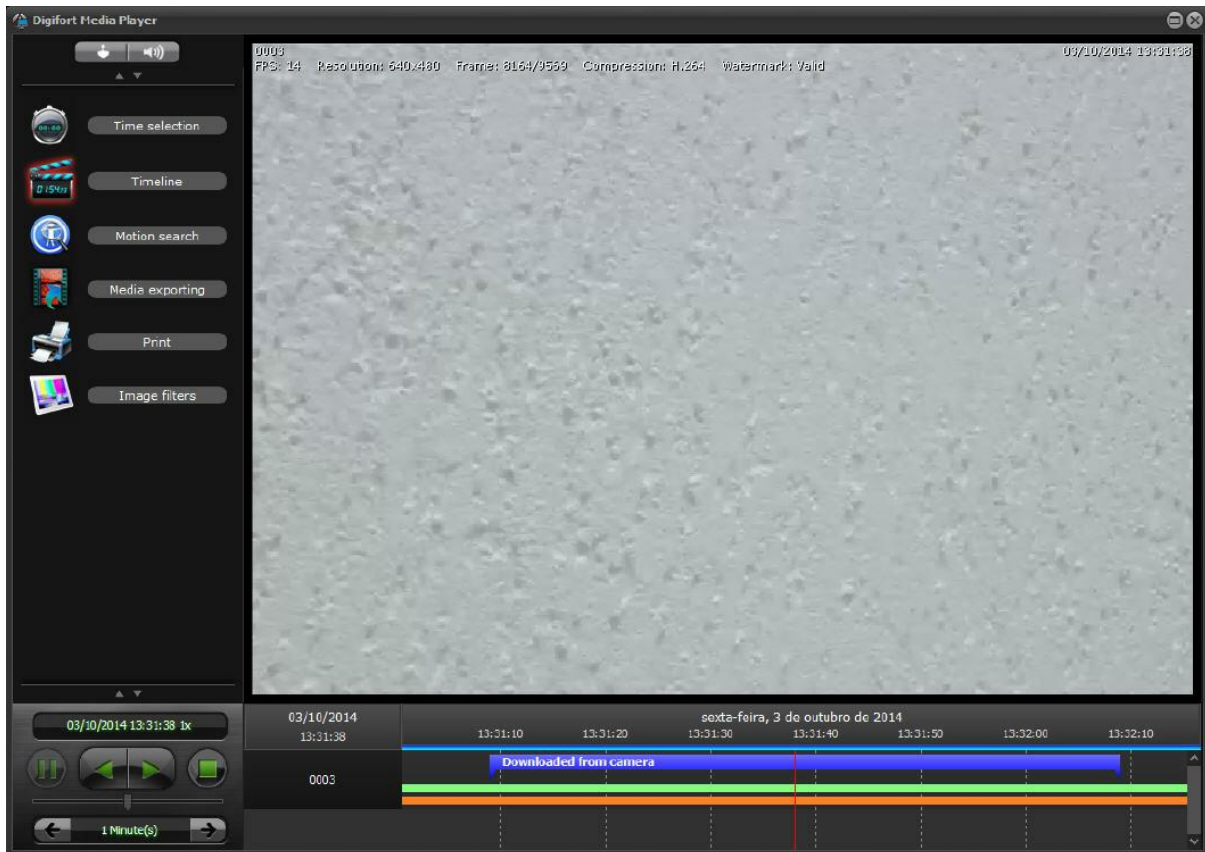 Digifort Media Player
0003
03/10/2014 13:31:38
FPS: 14 Resolution: 640x480 Frame: 8164/9559 Compression: H.264 Watermark: Valid
Time selection
00:00
Timeline
Motion search
Media exporting
Print
Image filters
03/10/2014 13:31:38 1x
1 Minute(s)
03/10/2014
13:31:38
sexta-feira, 3 de outubro de 2014
13:31:10 13:31:20 13:31:30 13:31:40 13:31:50 13:32:00 13:32:10
0003
Downloaded from camera